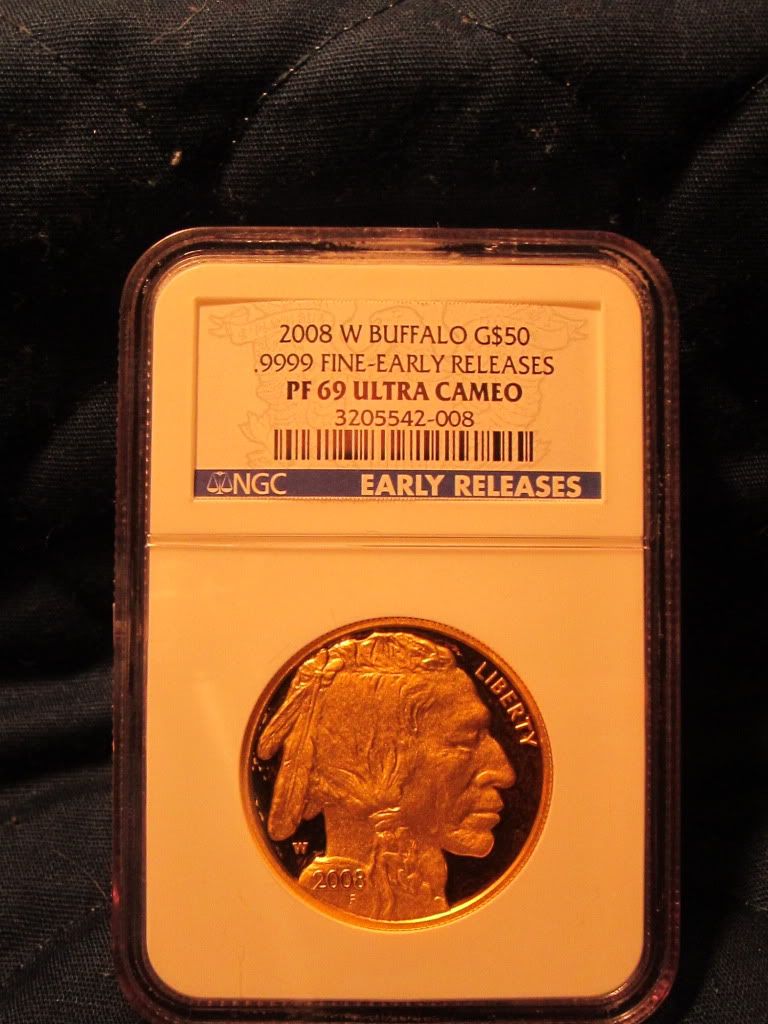 2008 W BUFFALO G$50
.9999 FINE-EARLY RELEASES
PF 69 ULTRA CAMEO
3205542-008
NGC EARLY RELEASES
LIBERTY
W
2008
F